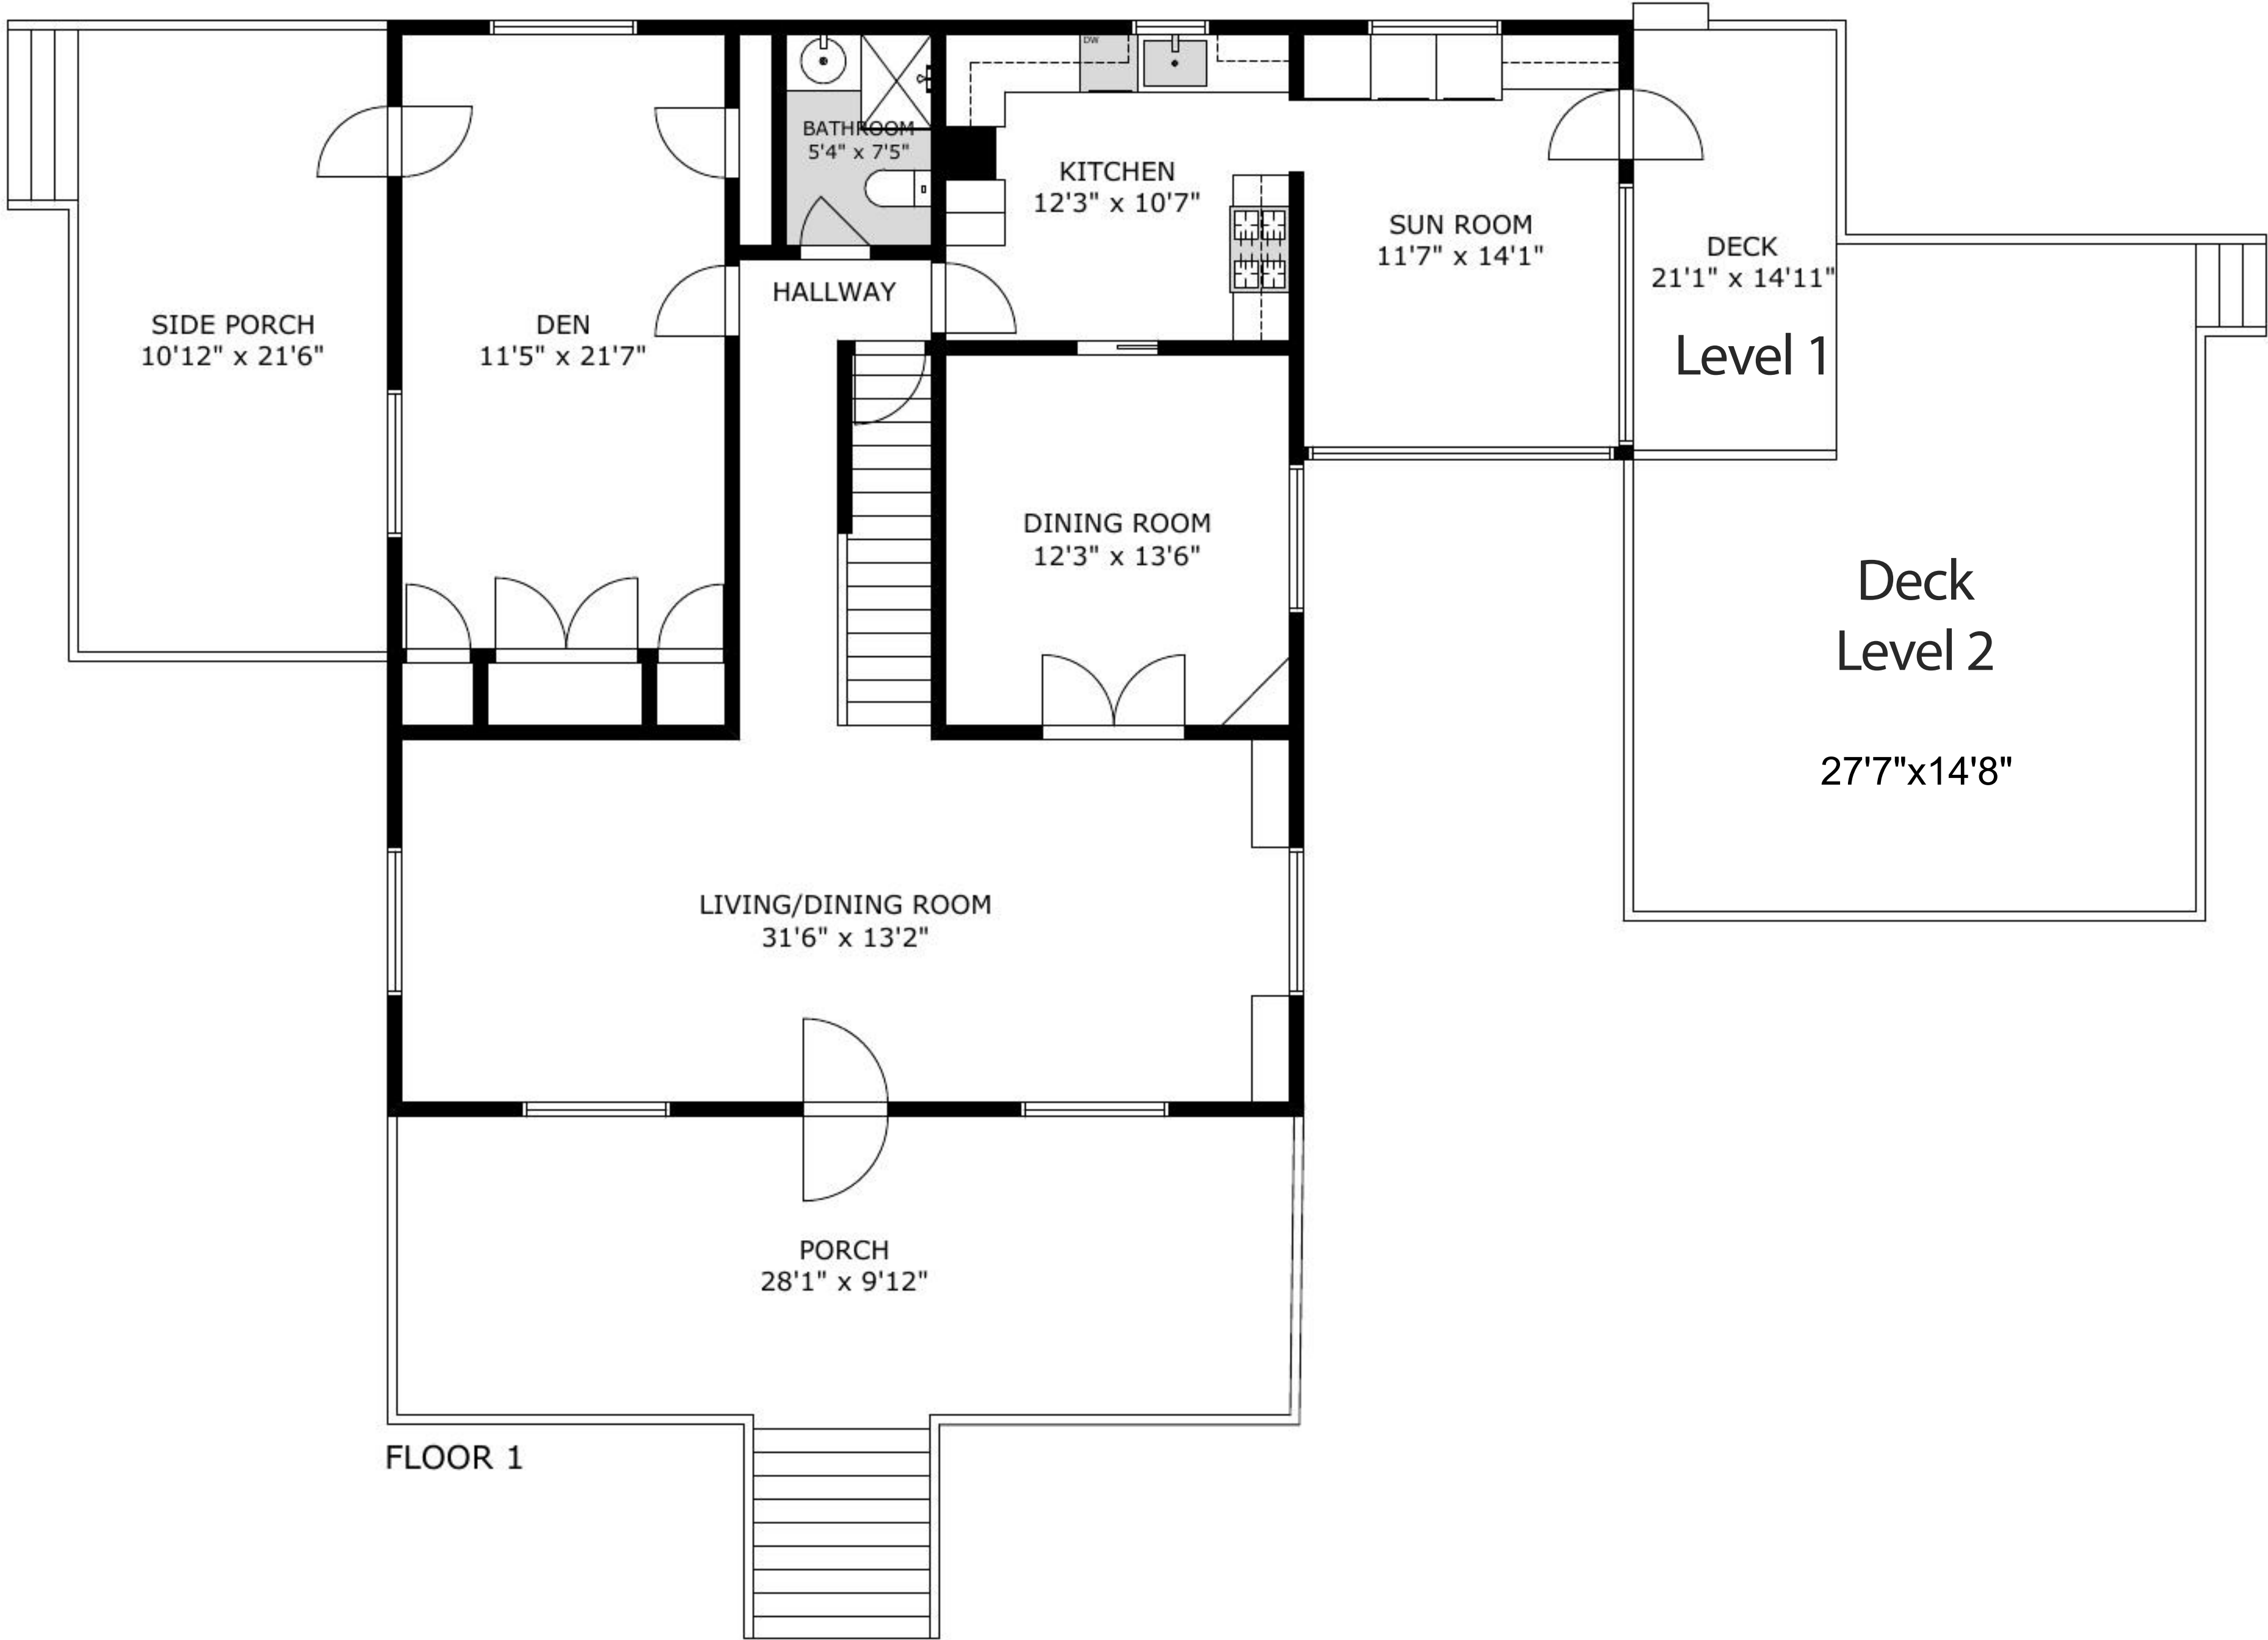 DW
BATHROOM
5'4" x 7'5"
KITCHEN
12'3" x 10'7"
SUN ROOM
11'7" x 14'1"
DECK
21'1" x 14'11"
Level 1
HALLWAY
SIDE PORCH
10'12" x 21'6"
DEN
11'5" x 21'7"
DINING ROOM
12'3" x 13'6"
Deck
Level 2
27'7"x14'8"
LIVING/DINING ROOM
31'6" x 13'2"
PORCH
28'1" x 9'12"
FLOOR 1